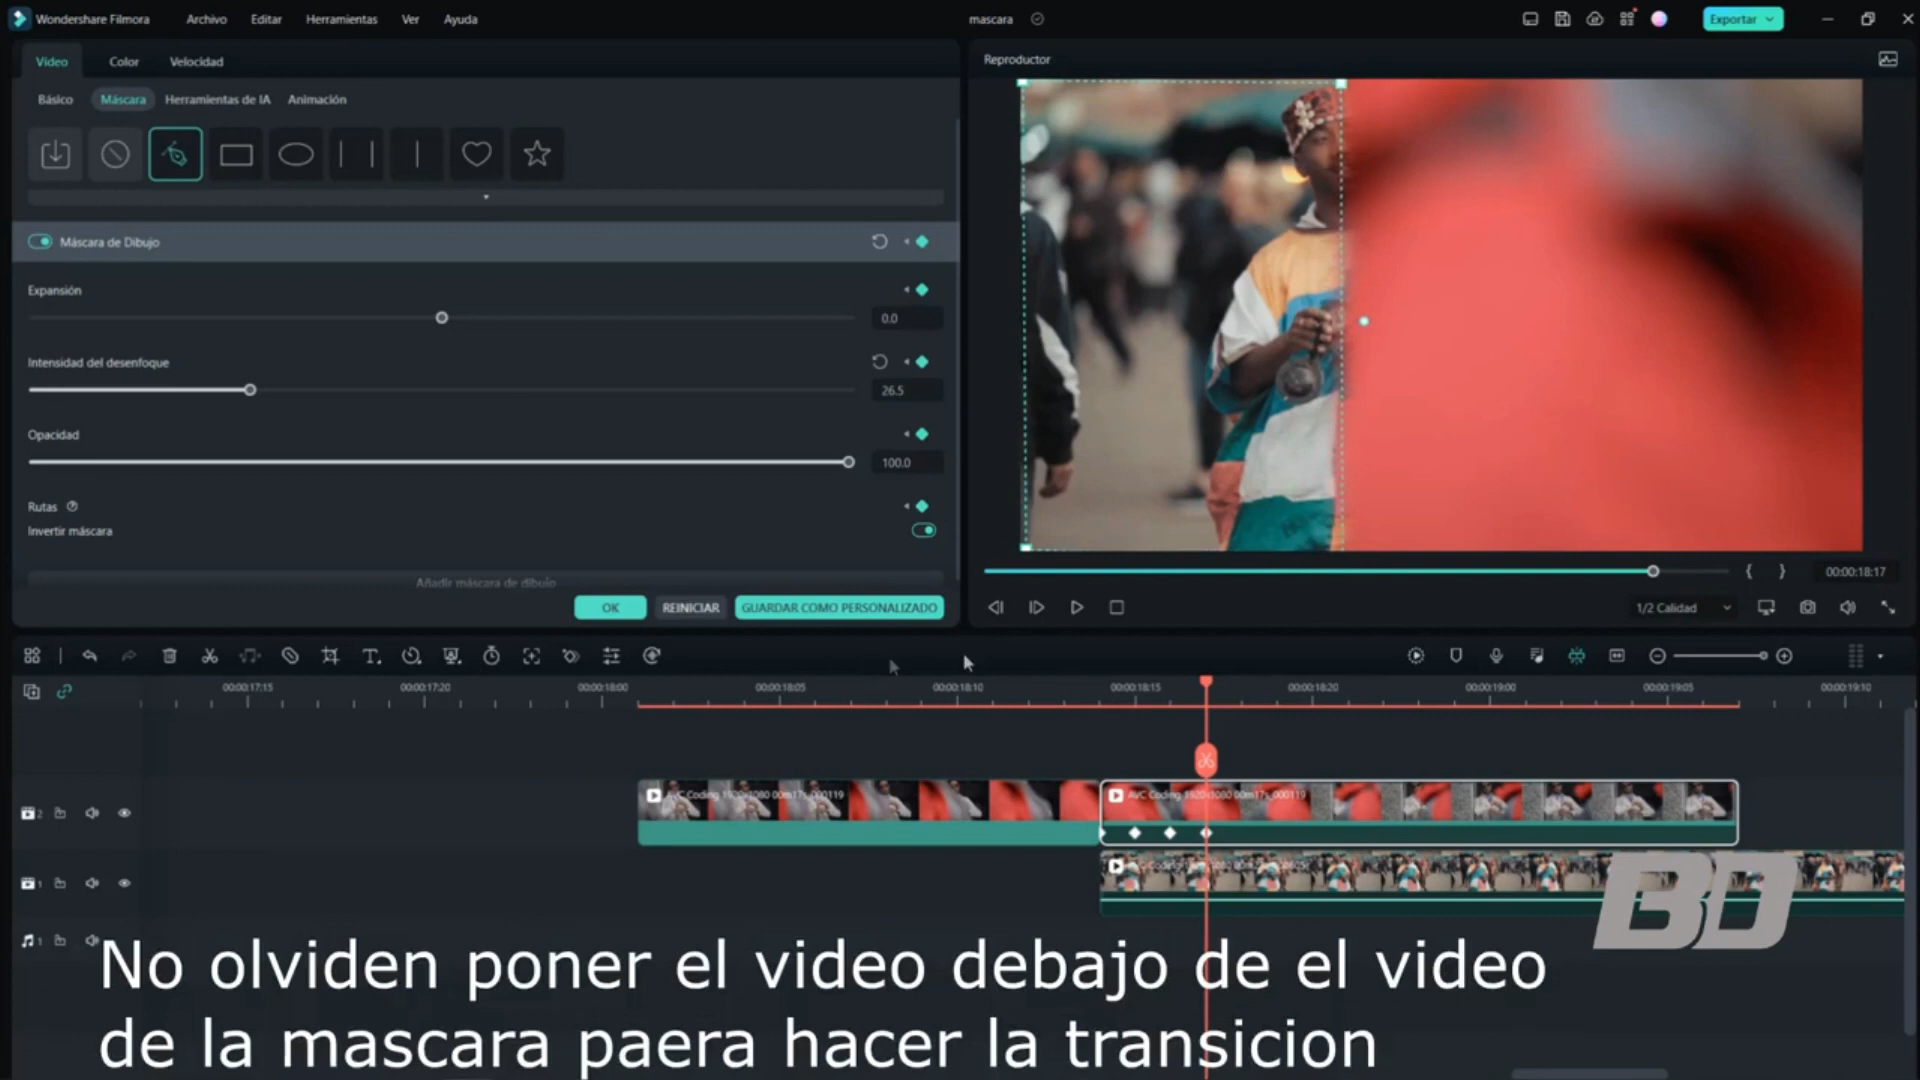 Wondershare Filmora
Archivo
Editar
Herramientas
Ver
Ayuda
mascara
Exportar
Video
Color
Velocidad
Básico
Máscara
Herramientas de IA
Animación
Máscara de Dibujo
Expansión
0.0
Intensidad del desenfoque
26.5
Opacidad
100.0
Rutas
Invertir máscara
Añadir máscara de dibujo
OK
REINICIAR
GUARDAR COMO PERSONALIZADO
Reproductor
00:00:18:17
1/2 Calidad
00:00:17:15
00:00:17:20
00:00:18:00
00:00:18:05
00:00:18:10
00:00:18:15
00:00:18:20
00:00:19:00
00:00:19:05
00:00:19:10
AVC Coding 1920x1080 00m17s_000119
AVC Coding 1920x1080 00m17s_000119
2
1
1
BD
No olviden poner el video debajo de el video
de la mascara paera hacer la transicion